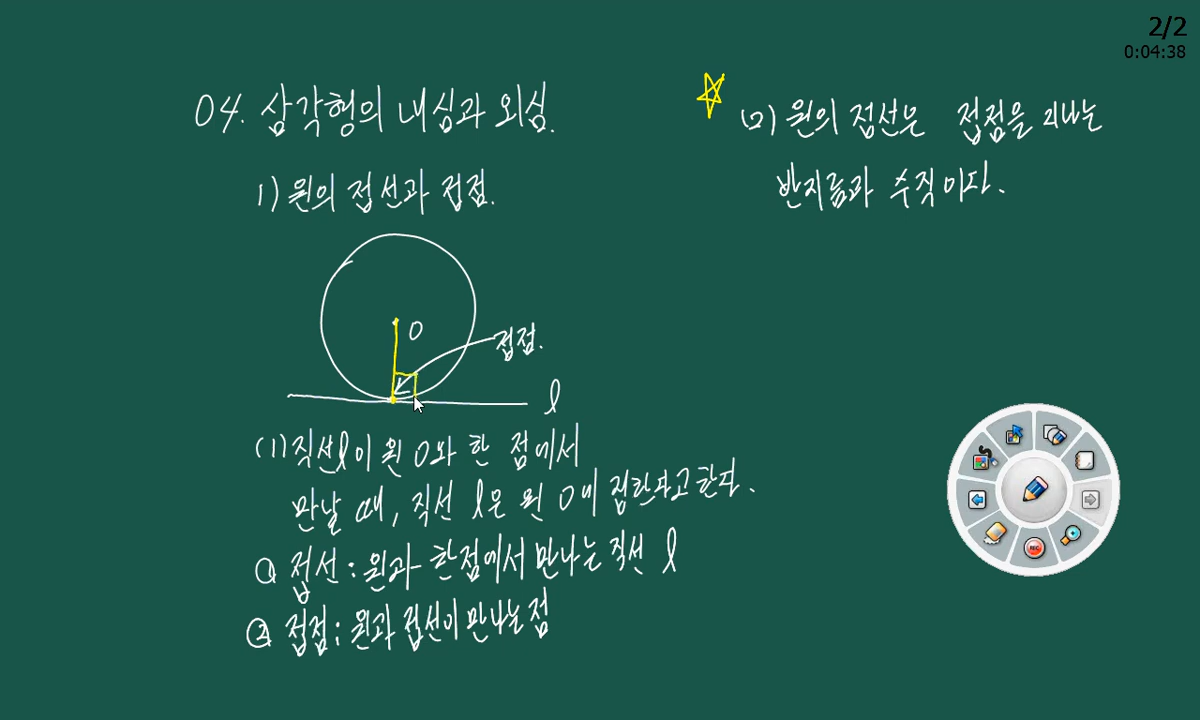 2/2
0:04:38
04. 삼각형의 내심과 외심.
1) 원의 접선과 접점.
O
접점.
l
(1) 직선 l이 원 O와 한 점에서
만날 때, 직선 l은 원 O에 접한다고 한다.
① 접선 : 원과 한점에서 만나는 직선 l
② 접점 : 원과 접선이 만나는 점
(2) 원의 접선은 접점을 지나는
반지름과 수직이다.
REC